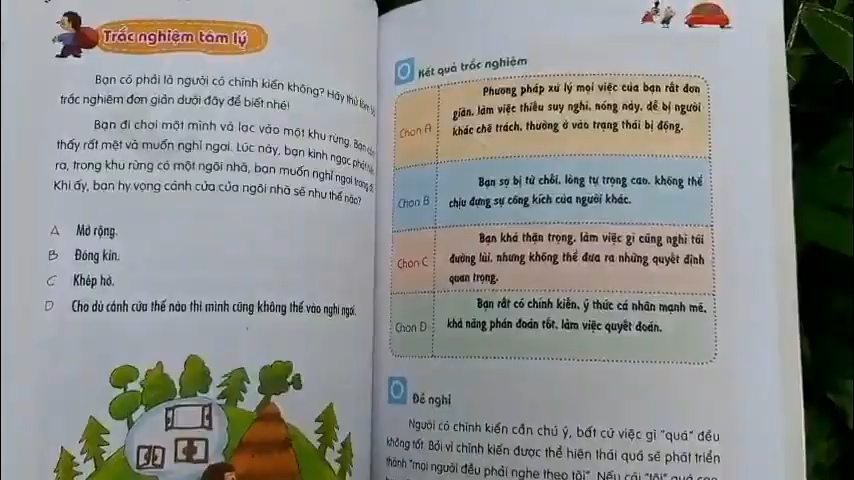 Trắc nghiệm tâm lý
Bạn có phải là người có chính kiến không? Hãy thử làm
trắc nghiệm đơn giản dưới đây để biết nhé!
Bạn đi chơi một mình và lạc vào một khu rừng. Bạn cảm
thấy rất mệt và muốn nghỉ ngơi. Lúc này, bạn kinh ngạc phát hiện
ra, trong khu rừng có một ngôi nhà, bạn muốn nghỉ ngơi trong đó.
Khi ấy, bạn hy vọng cánh cửa của ngôi nhà sẽ như thế nào?
A Mở rộng.
B Đóng kín.
C Khép hờ.
D Cho dù cánh cửa thế nào thì mình cũng không thể vào nghỉ ngơi.
Kết quả trắc nghiệm
Chọn A
Phương pháp xử lý mọi việc của bạn rất đơn
giản, làm việc thiếu suy nghĩ, nóng nảy, dễ bị người
khác chê trách, thường ở vào trạng thái bị động.
Chọn B
Bạn sợ bị từ chối, lòng tự trọng cao, không thể
chịu đựng sự công kích của người khác.
Chọn C
Bạn khá thận trọng, làm việc gì cũng nghĩ tới
đường lùi, nhưng không thể đưa ra những quyết định
quan trọng.
Chọn D
Bạn rất có chính kiến, ý thức cá nhân mạnh mẽ,
khả năng phán đoán tốt, làm việc quyết đoán.
Đề nghị
Người có chính kiến cần chú ý, bất cứ việc gì "quá" đều
không tốt. Bởi vì chính kiến được thể hiện thái quá sẽ phát triển
thành "mọi người đều phải nghe theo tôi". Nếu cái "tôi" quá cao